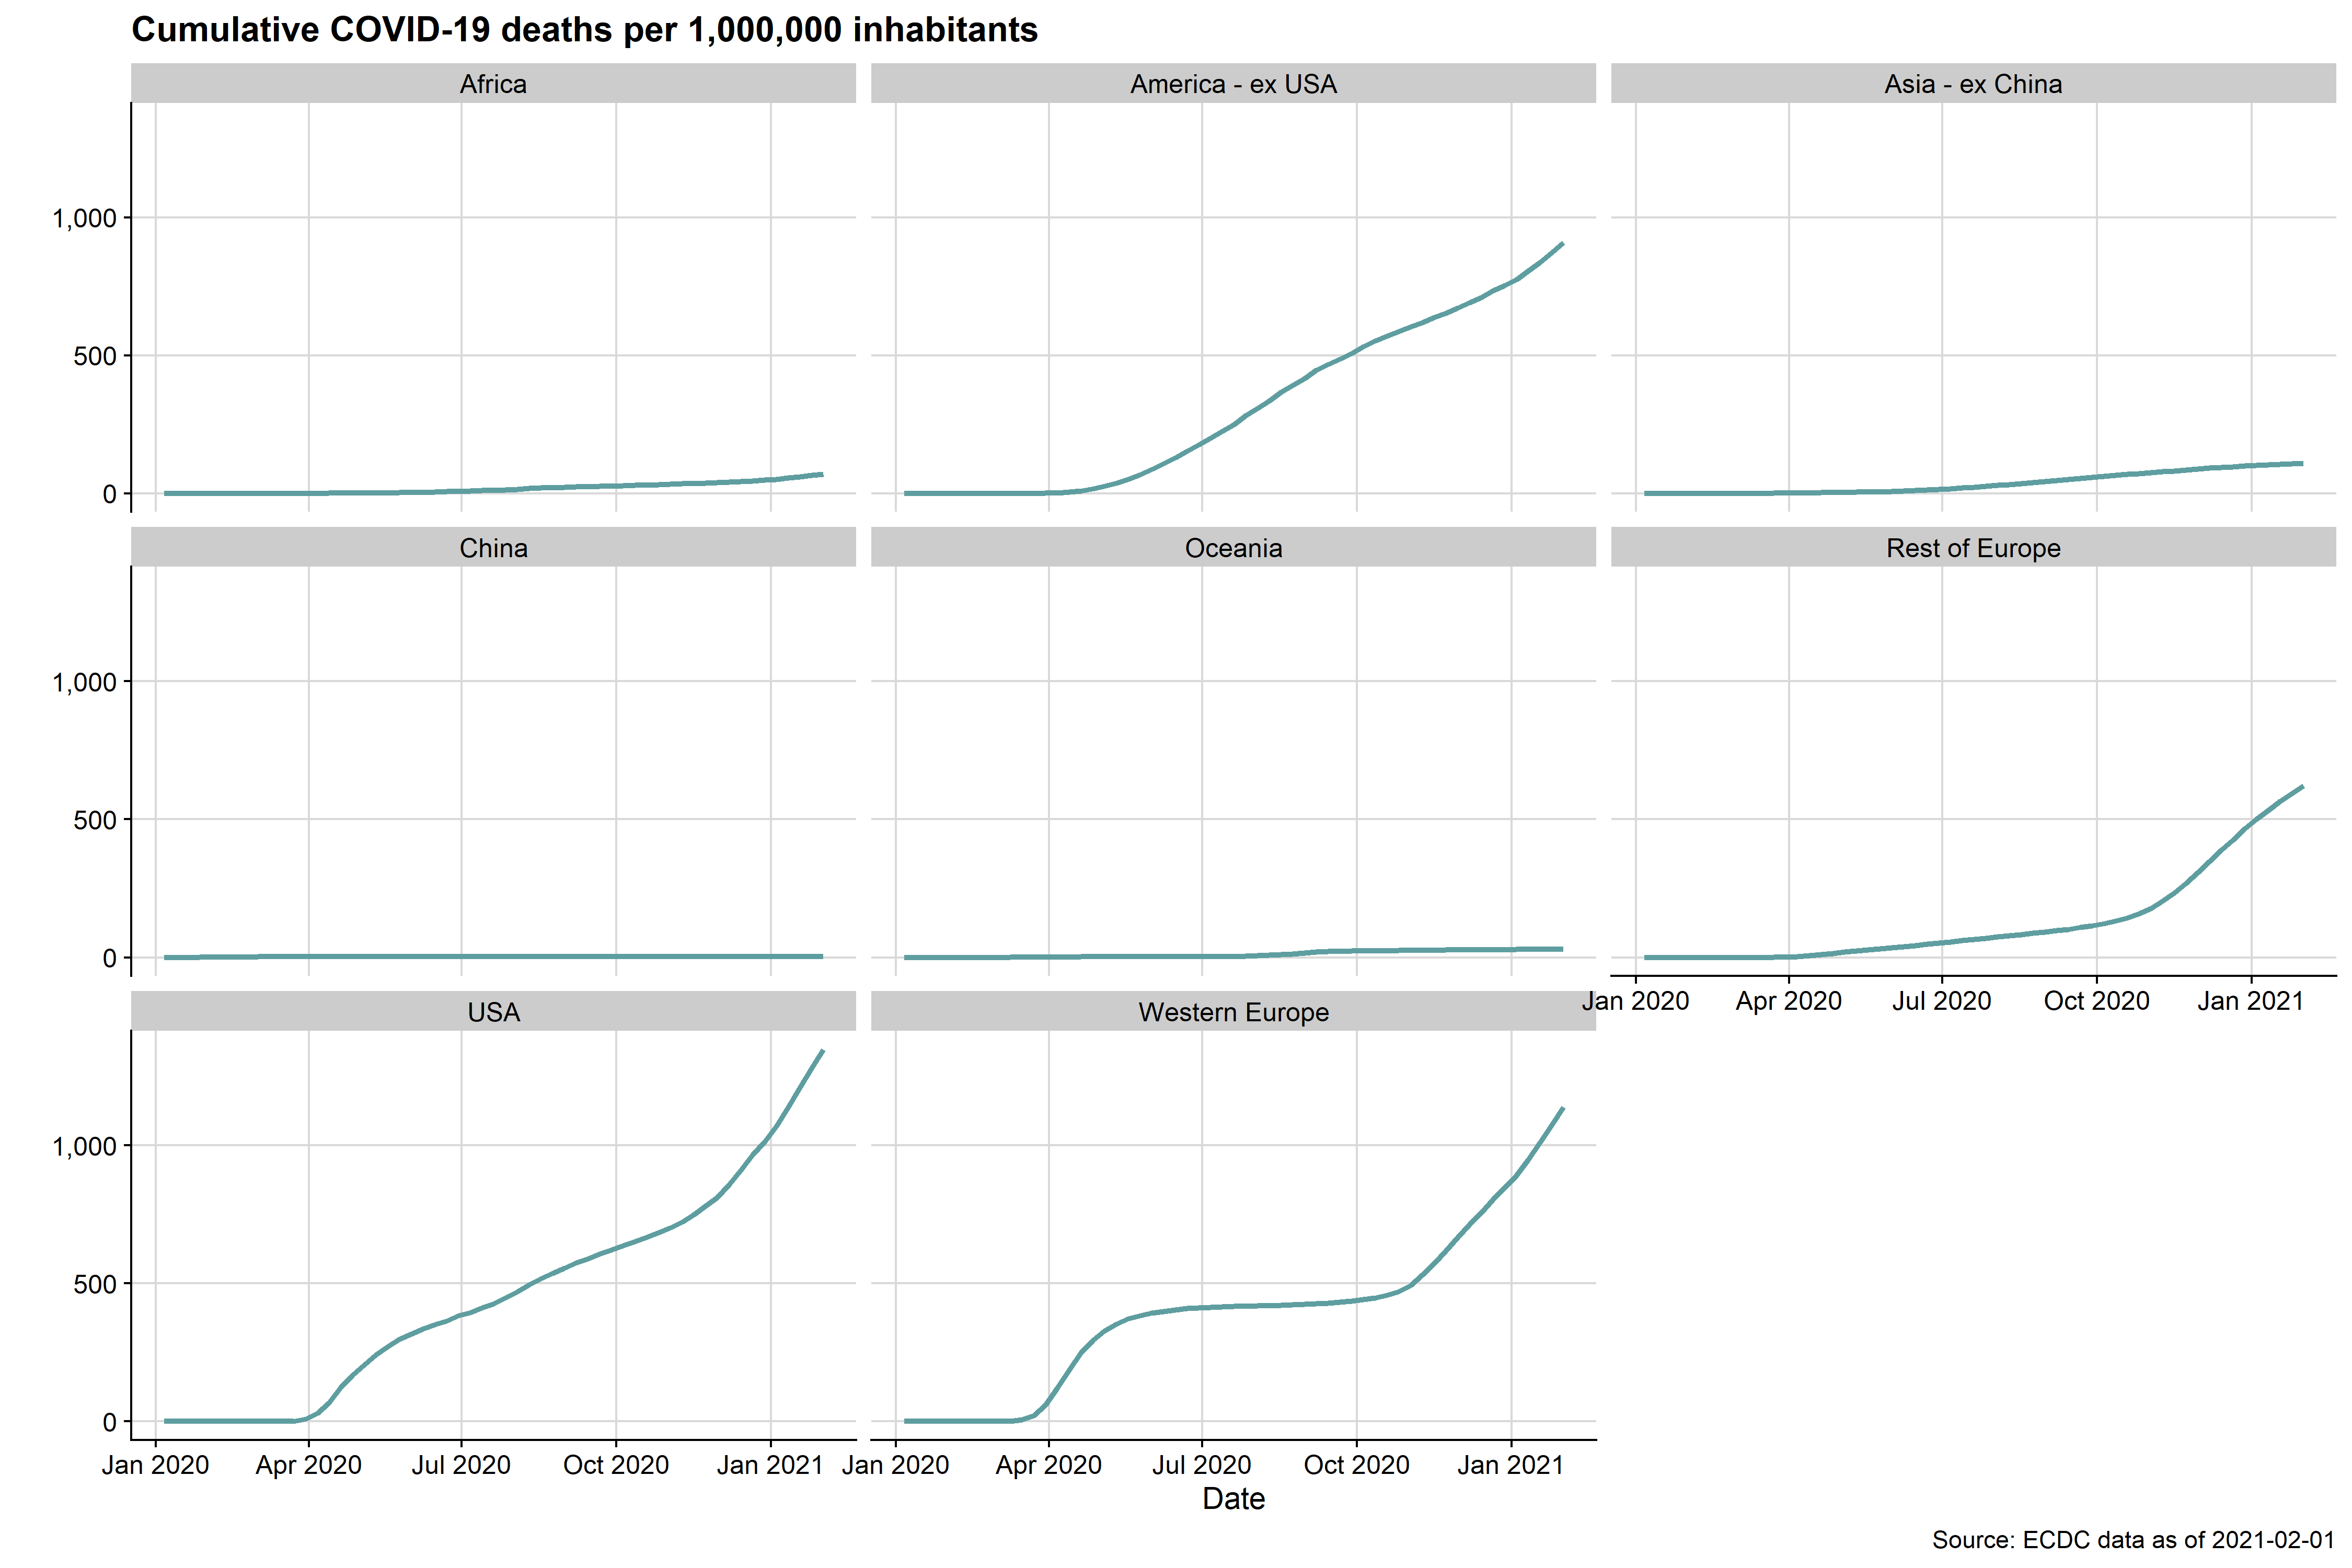 Cumulative COVID-19 deaths per 1,000,000 inhabitants
Africa
America - ex USA
Asia - ex China
1,000
500
0
China
Oceania
Rest of Europe
1,000
500
0
Jan 2020 Apr 2020 Jul 2020 Oct 2020 Jan 2021
USA
Western Europe
1,000
500
0
Jan 2020 Apr 2020 Jul 2020 Oct 2020 Jan 2021
Jan 2020 Apr 2020 Jul 2020 Oct 2020 Jan 2021
Date
Source: ECDC data as of 2021-02-01